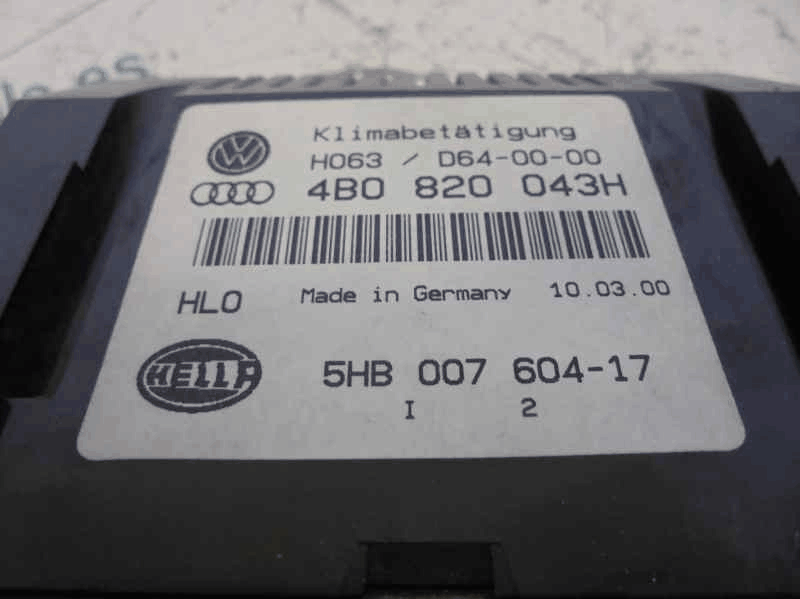 Klimabetätigung
H063 / D64-00-00
4B0 820 043H
HLO Made in Germany 10.03.00
HELLA 5HB 007 604-17
I 2